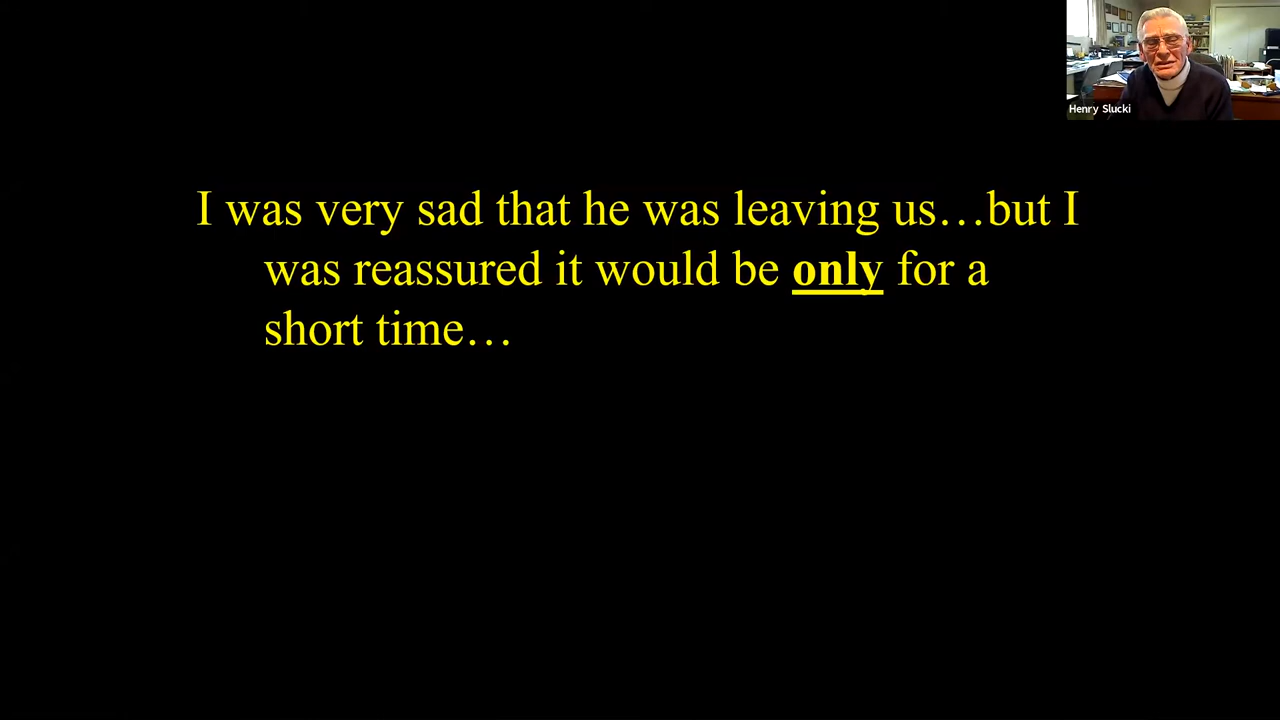 Henry Slucki
I was very sad that he was leaving us…but I
was reassured it would be only for a
short time…